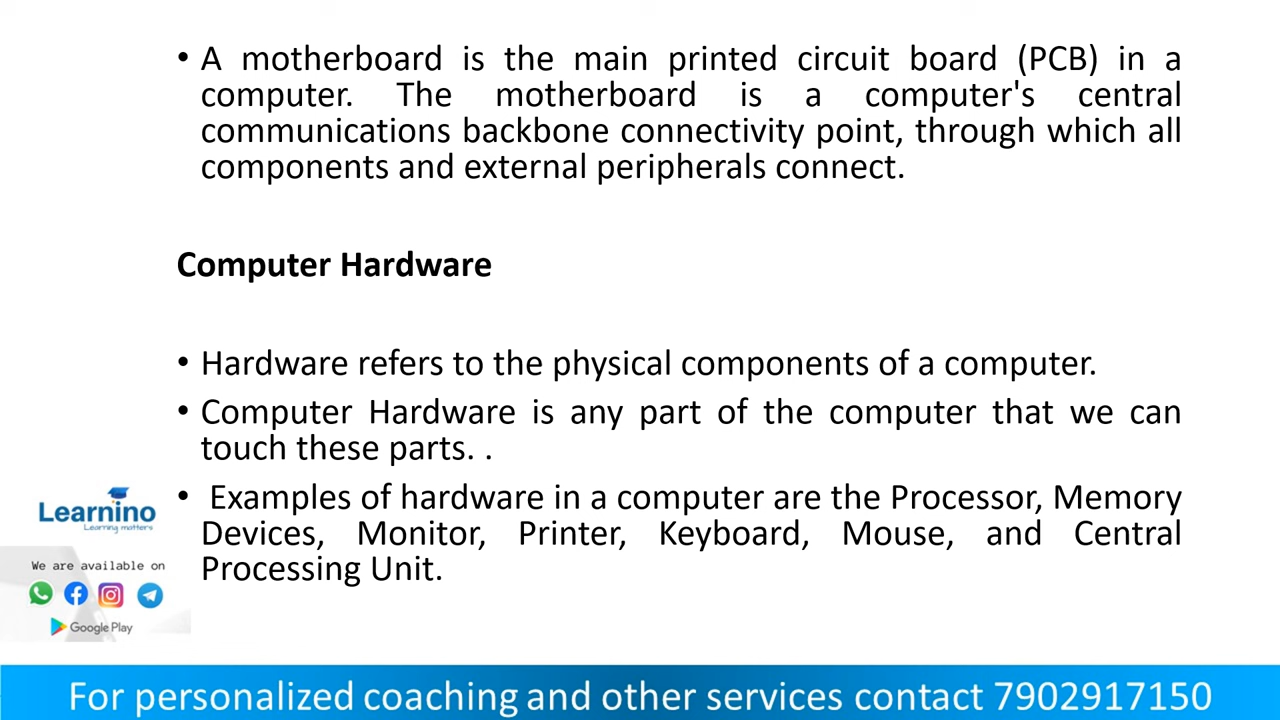 • A motherboard is the main printed circuit board (PCB) in a
computer. The motherboard is a computer's central
communications backbone connectivity point, through which all
components and external peripherals connect.
Computer Hardware
• Hardware refers to the physical components of a computer.
• Computer Hardware is any part of the computer that we can
touch these parts. .
• Examples of hardware in a computer are the Processor, Memory
Devices, Monitor, Printer, Keyboard, Mouse, and Central
Processing Unit.
Learnino
Learning matters
We are available on
Google Play
For personalized coaching and other services contact 7902917150